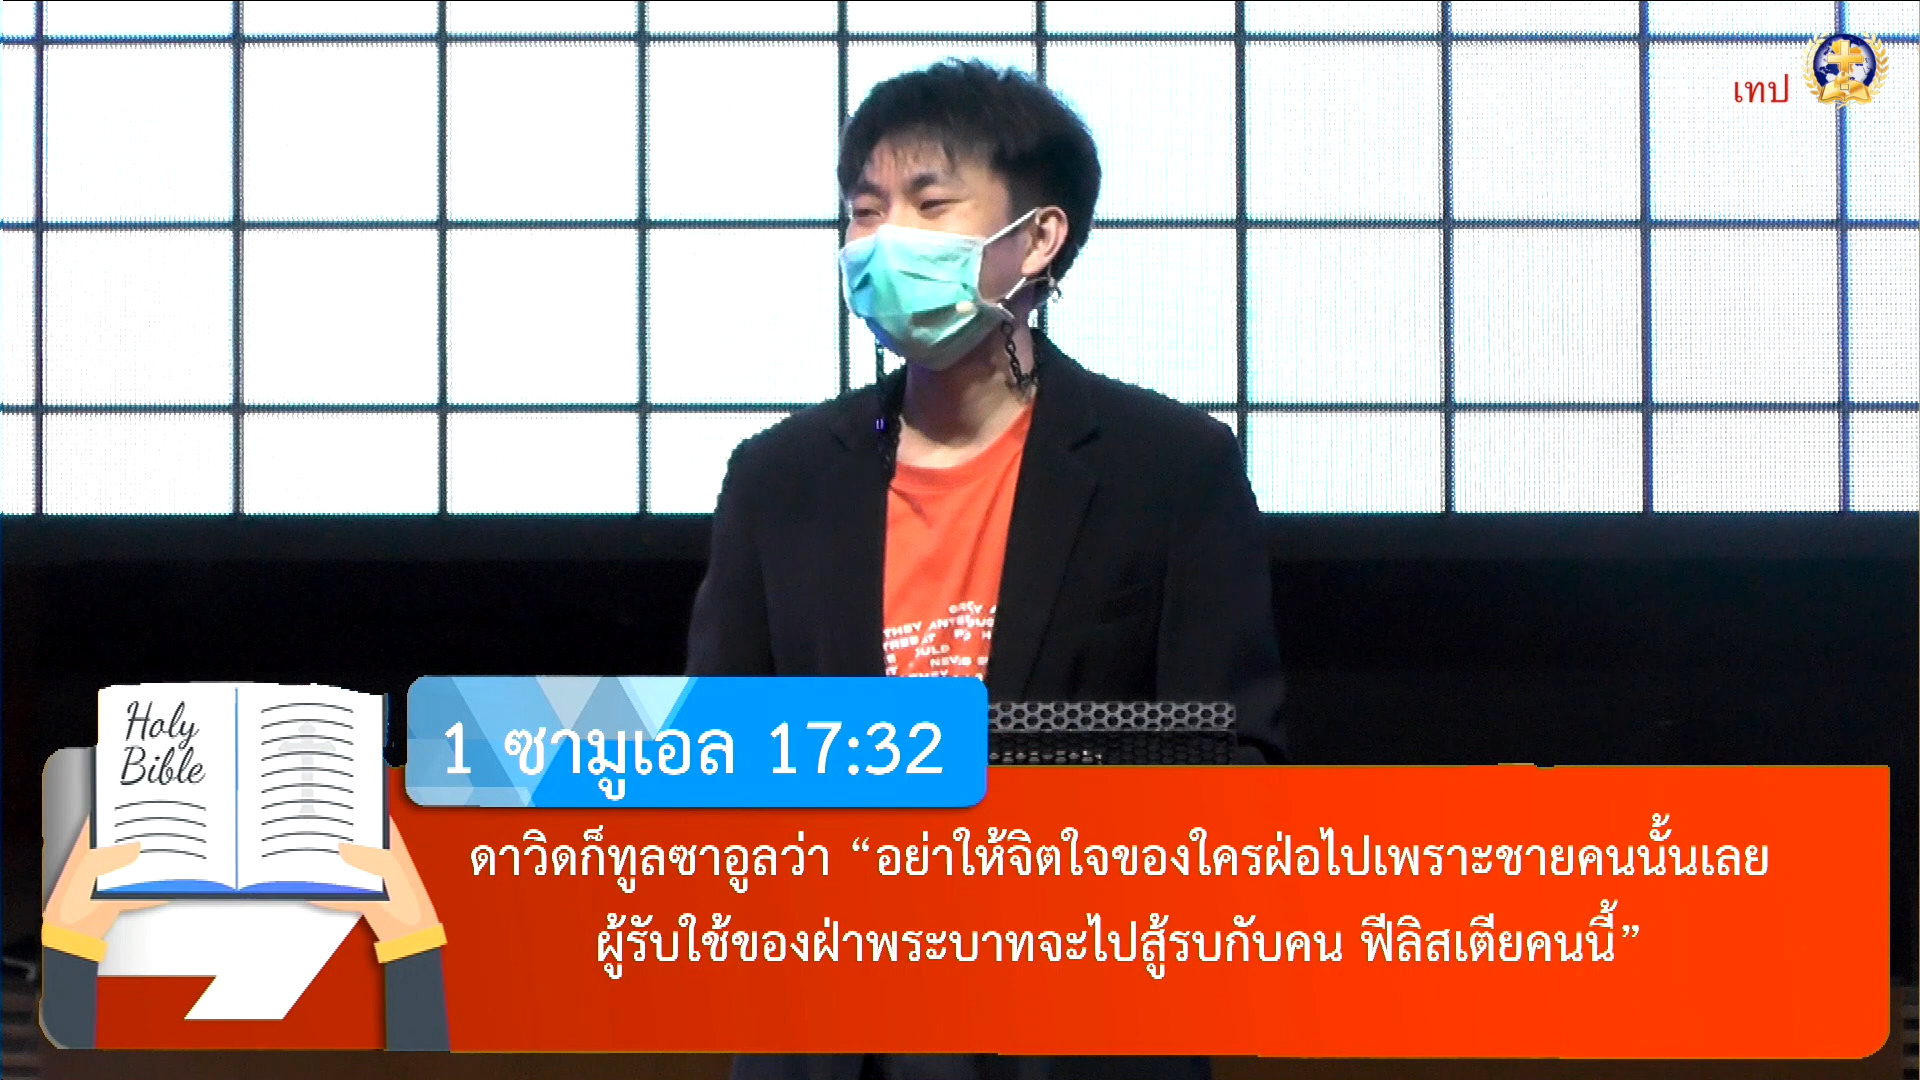 เทป
THEY
NEVER
Holy
Bible
1 ซามูเอล 17:32
ดาวิดก็ทูลซาอูลว่า “อย่าให้จิตใจของใครฝ่อไปเพราะชายคนนั้นเลย
ผู้รับใช้ของฝ่าพระบาทจะไปสู้รบกับคน ฟีลิสเตียคนนี้”